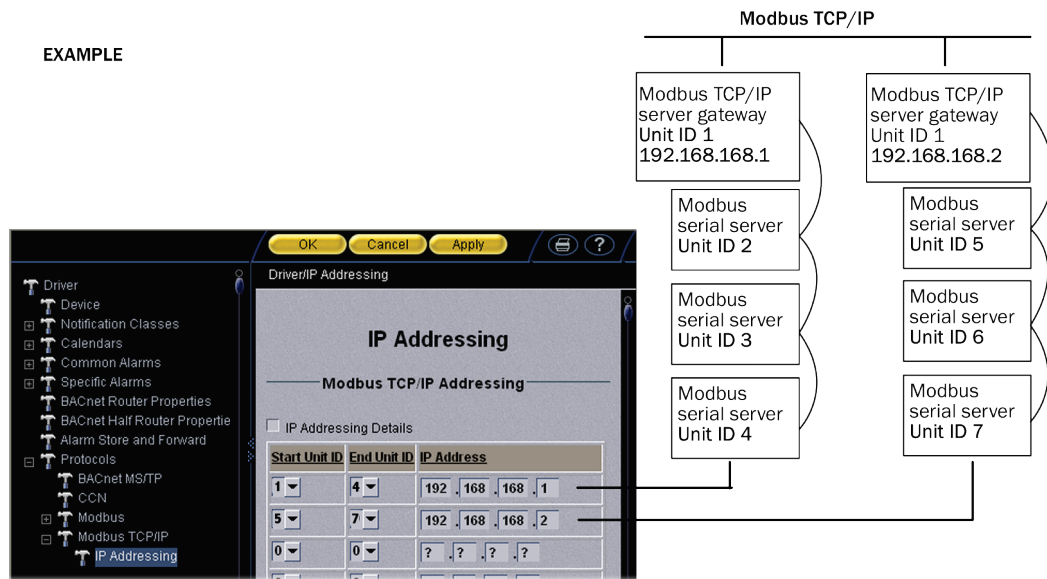 EXAMPLE
Modbus TCP/IP
Modbus TCP/IP
server gateway
Unit ID 1
192.168.168.1
Modbus
serial server
Unit ID 2
Modbus
serial server
Unit ID 3
Modbus
serial server
Unit ID 4
Modbus TCP/IP
server gateway
Unit ID 1
192.168.168.2
Modbus
serial server
Unit ID 5
Modbus
serial server
Unit ID 6
Modbus
serial server
Unit ID 7
OK Cancel Apply ?
Driver
Device
Notification Classes
Calendars
Common Alarms
Specific Alarms
BACnet Router Properties
BACnet Half Router Propertie
Alarm Store and Forward
Protocols
BACnet MS/TP
CCN
Modbus
Modbus TCP/IP
IP Addressing
Driver/IP Addressing
IP Addressing
Modbus TCP/IP Addressing
IP Addressing Details
Start Unit ID End Unit ID IP Address
1 4 192 .168 .168 .1
5 7 192 .168 .168 .2
0 0 ? .? .? .?